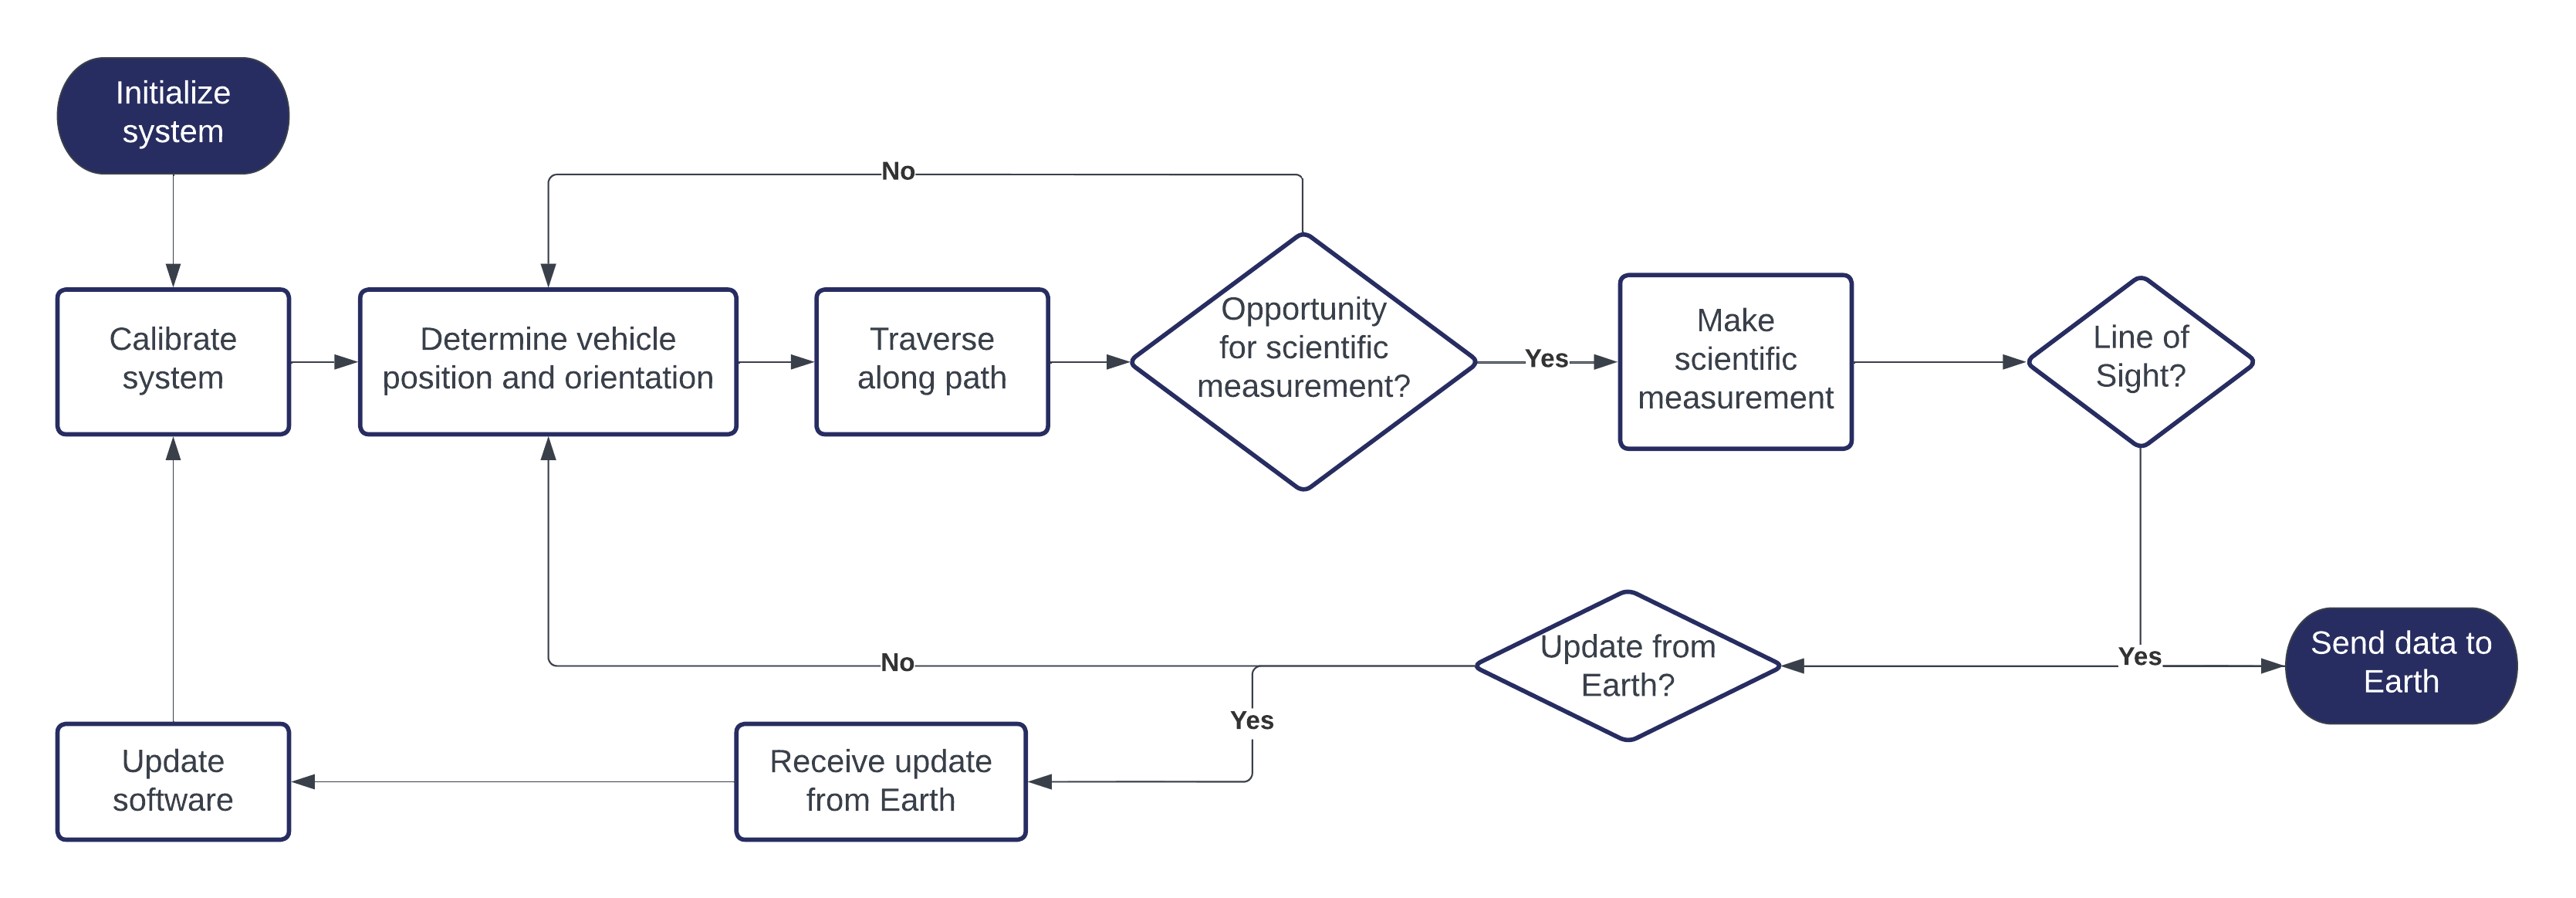 Initialize
system
No
Calibrate
system
Determine vehicle
position and orientation
Traverse
along path
Opportunity
for scientific
measurement?
Yes
Make
scientific
measurement
Line of
Sight?
Yes
Send data to
Earth
Update from
Earth?
No
Yes
Receive update
from Earth
Update
software